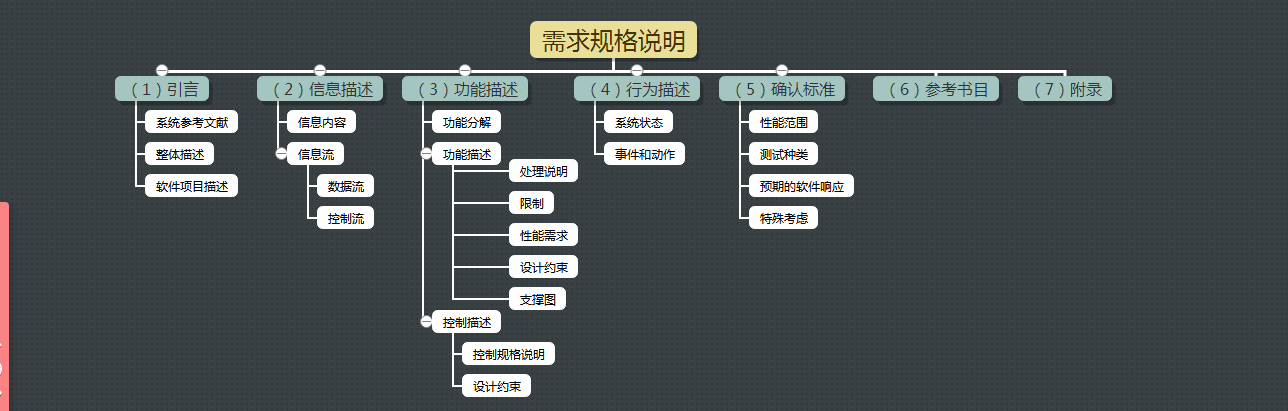 需求规格说明
（1）引言
系统参考文献
整体描述
软件项目描述
（2）信息描述
信息内容
信息流
数据流
控制流
（3）功能描述
功能分解
功能描述
处理说明
限制
性能需求
设计约束
支撑图
控制描述
控制规格说明
设计约束
（4）行为描述
系统状态
事件和动作
（5）确认标准
性能范围
测试种类
预期的软件响应
特殊考虑
（6）参考书目
（7）附录